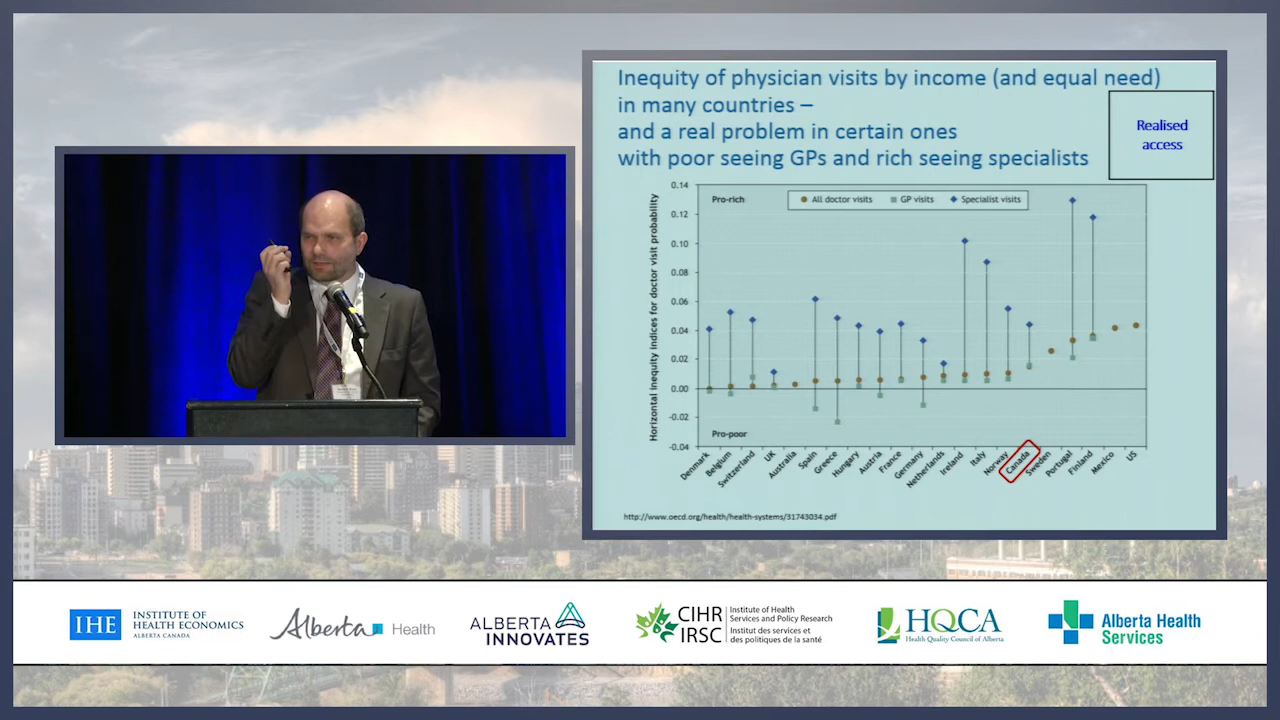 Inequity of physician visits by income (and equal need)
in many countries –
and a real problem in certain ones
with poor seeing GPs and rich seeing specialists
Realised
access
Horizontal inequity indices for doctor visit probability
0.14
0.12
0.10
0.08
0.06
0.04
0.02
0.00
-0.02
-0.04
Pro-rich
All doctor visits
GP visits
Specialist visits
Pro-poor
Denmark
Belgium
Switzerland
UK
Australia
Spain
Greece
Hungary
Austria
France
Germany
Netherlands
Ireland
Italy
Norway
Canada
Sweden
Portugal
Finland
Mexico
US
http://www.oecd.org/health/health-systems/31743034.pdf
IHE
INSTITUTE OF
HEALTH ECONOMICS
ALBERTA CANADA
Alberta Health
ALBERTA
INNOVATES
CIHR
IRSC
Institute of Health
Services and Policy Research
Institut des services et
des politiques de la santé
HQCA
Health Quality Council of Alberta
Alberta Health
Services